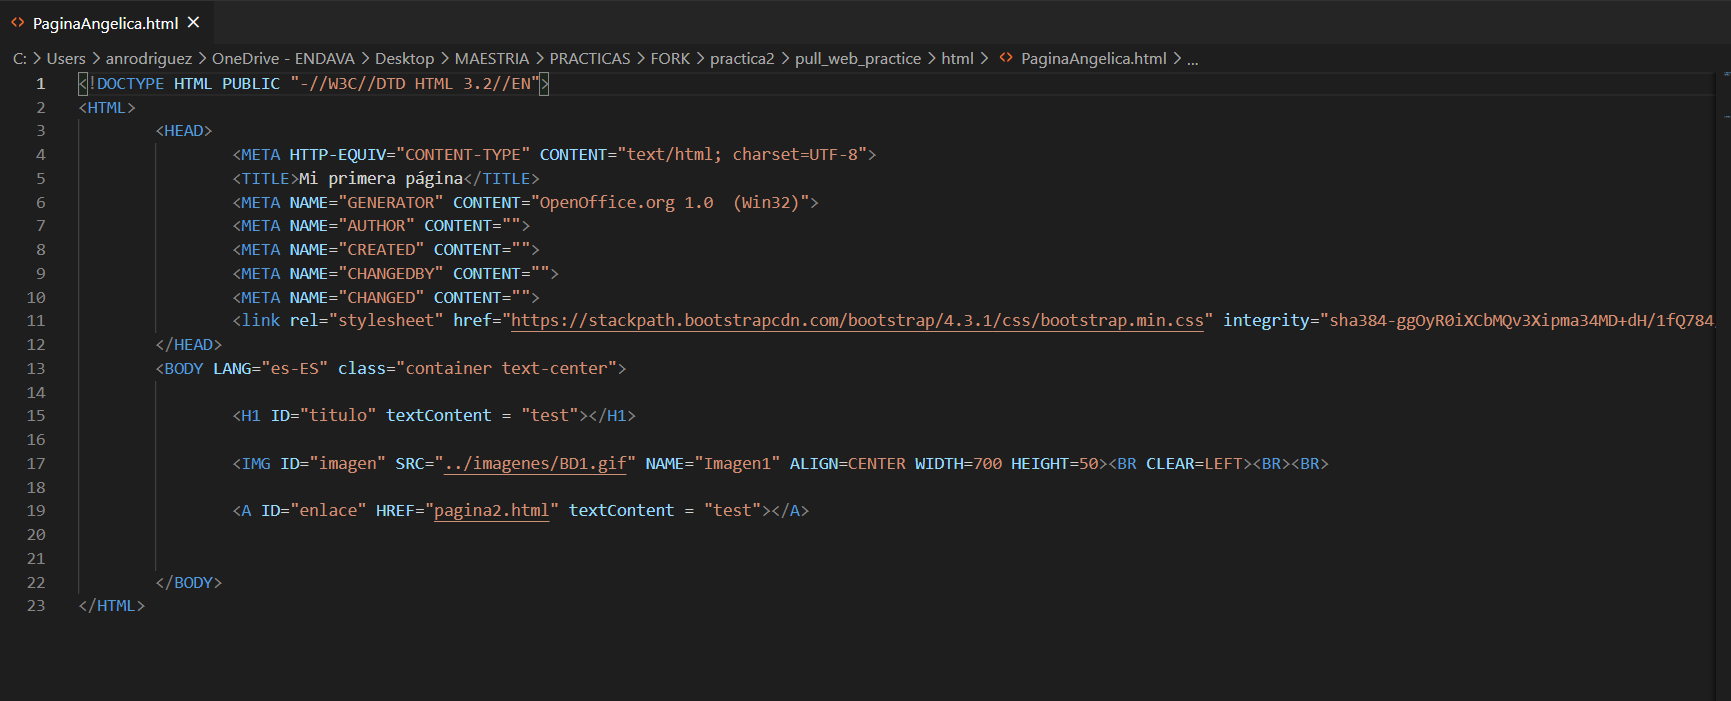 PaginaAngelica.html
C: > Users > anrodriguez > OneDrive - ENDAVA > Desktop > MAESTRIA > PRACTICAS > FORK > practica2 > pull_web_practice > html > PaginaAngelica.html > ...
1 <!DOCTYPE HTML PUBLIC "-//W3C//DTD HTML 3.2//EN">
2 <HTML>
3 <HEAD>
4 <META HTTP-EQUIV="CONTENT-TYPE" CONTENT="text/html; charset=UTF-8">
5 <TITLE>Mi primera página</TITLE>
6 <META NAME="GENERATOR" CONTENT="OpenOffice.org 1.0  (Win32)">
7 <META NAME="AUTHOR" CONTENT="">
8 <META NAME="CREATED" CONTENT="">
9 <META NAME="CHANGEDBY" CONTENT="">
10 <META NAME="CHANGED" CONTENT="">
11 <link rel="stylesheet" href="https://stackpath.bootstrapcdn.com/bootstrap/4.3.1/css/bootstrap.min.css" integrity="sha384-ggOyR0iXCbMQv3Xipma34MD+dH/1fQ784
12 </HEAD>
13 <BODY LANG="es-ES" class="container text-center">
14
15 <H1 ID="titulo" textContent = "test"></H1>
16
17 <IMG ID="imagen" SRC="../imagenes/BD1.gif" NAME="Imagen1" ALIGN=CENTER WIDTH=700 HEIGHT=50><BR CLEAR=LEFT><BR><BR>
18
19 <A ID="enlace" HREF="pagina2.html" textContent = "test"></A>
20
21
22 </BODY>
23 </HTML>